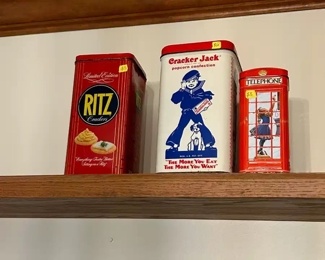 Limited Edition
RITZ
Crackers
Cracker Jack
popcorn confection
"THE MORE YOU EAT
THE MORE YOU WANT"
TELEPHONE